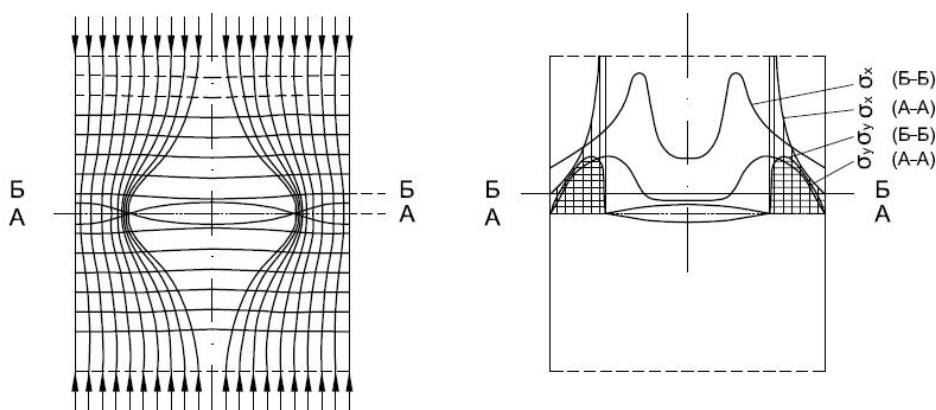 Б Б
А А
σx (Б-Б)
σx (А-А)
σy (Б-Б)
σy (А-А)
Б Б
А А